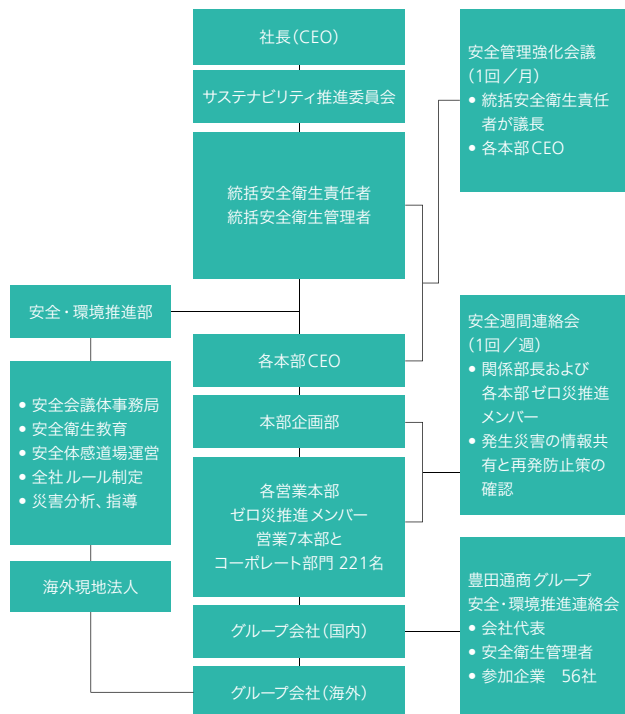 社長（CEO）
サステナビリティ推進委員会
統括安全衛生責任者
統括安全衛生管理者
安全管理強化会議
（1回／月）
● 統括安全衛生責任
者が議長
● 各本部CEO
安全・環境推進部
各本部CEO
安全週間連絡会
（1回／週）
● 関係部長および
各本部ゼロ災推進
メンバー
● 発生災害の情報共
有と再発防止策の
確認
● 安全会議体事務局
● 安全衛生教育
● 安全体感道場運営
● 全社ルール制定
● 災害分析、指導
本部企画部
各営業本部
ゼロ災推進メンバー
営業7本部と
コーポレート部門 221名
海外現地法人
グループ会社（国内）
豊田通商グループ
安全・環境推進連絡会
● 会社代表
● 安全衛生管理者
● 参加企業　56社
グループ会社（海外）